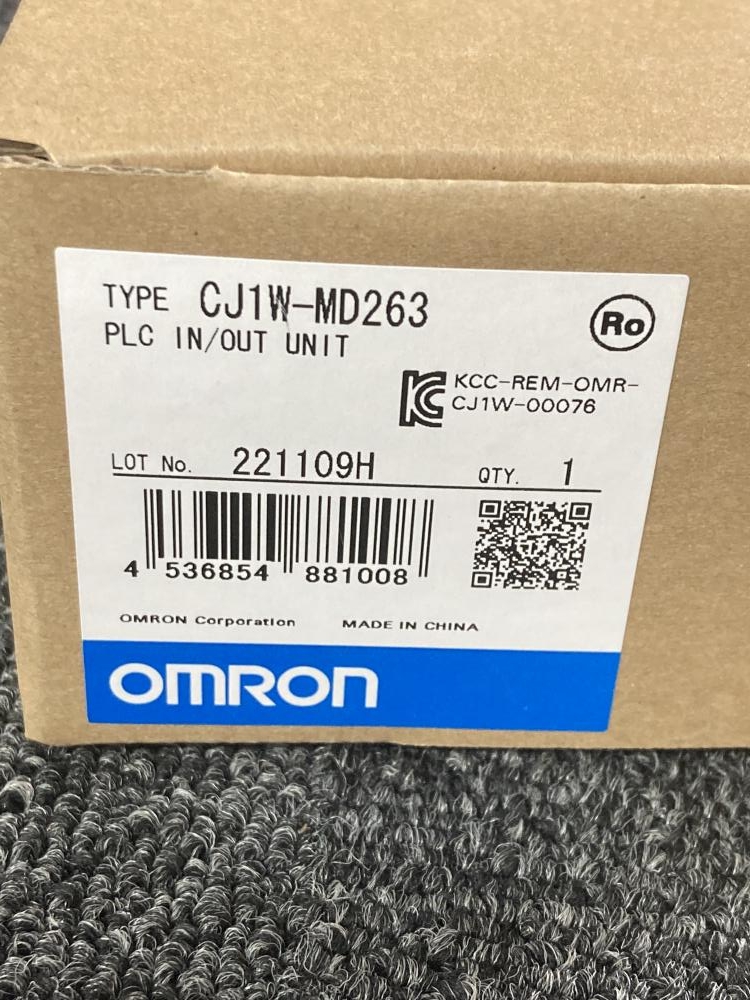 TYPE CJ1W-MD263
PLC IN/OUT UNIT
Ro
KCC-REM-OMR-
CJ1W-00076
LOT No. 221109H
QTY. 1
4 536854 881008
OMRON Corporation MADE IN CHINA
OMRON